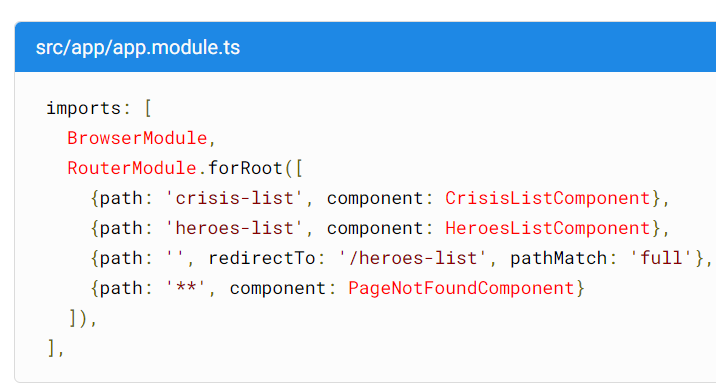 src/app/app.module.ts
imports: [
BrowserModule,
RouterModule.forRoot([
{path: 'crisis-list', component: CrisisListComponent},
{path: 'heroes-list', component: HeroesListComponent},
{path: '', redirectTo: '/heroes-list', pathMatch: 'full'},
{path: '**', component: PageNotFoundComponent}
]),
],